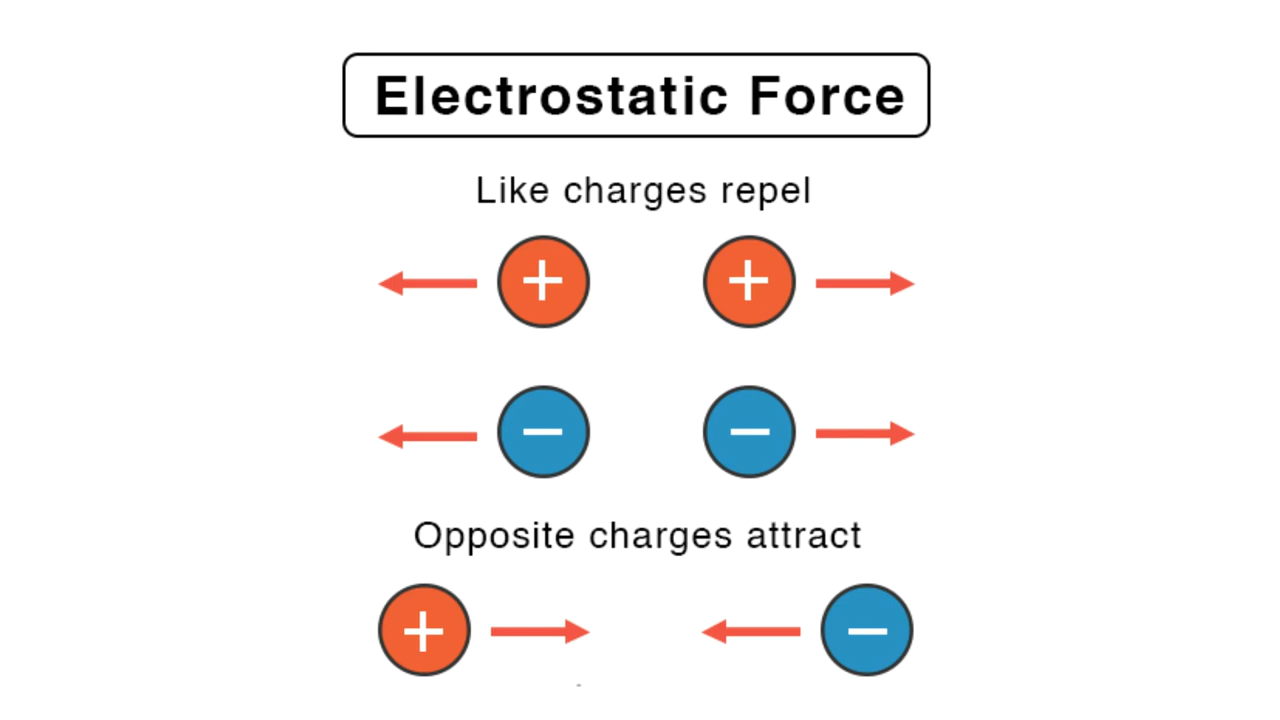 Electrostatic Force
Like charges repel
+ +
− −
Opposite charges attract
+ −